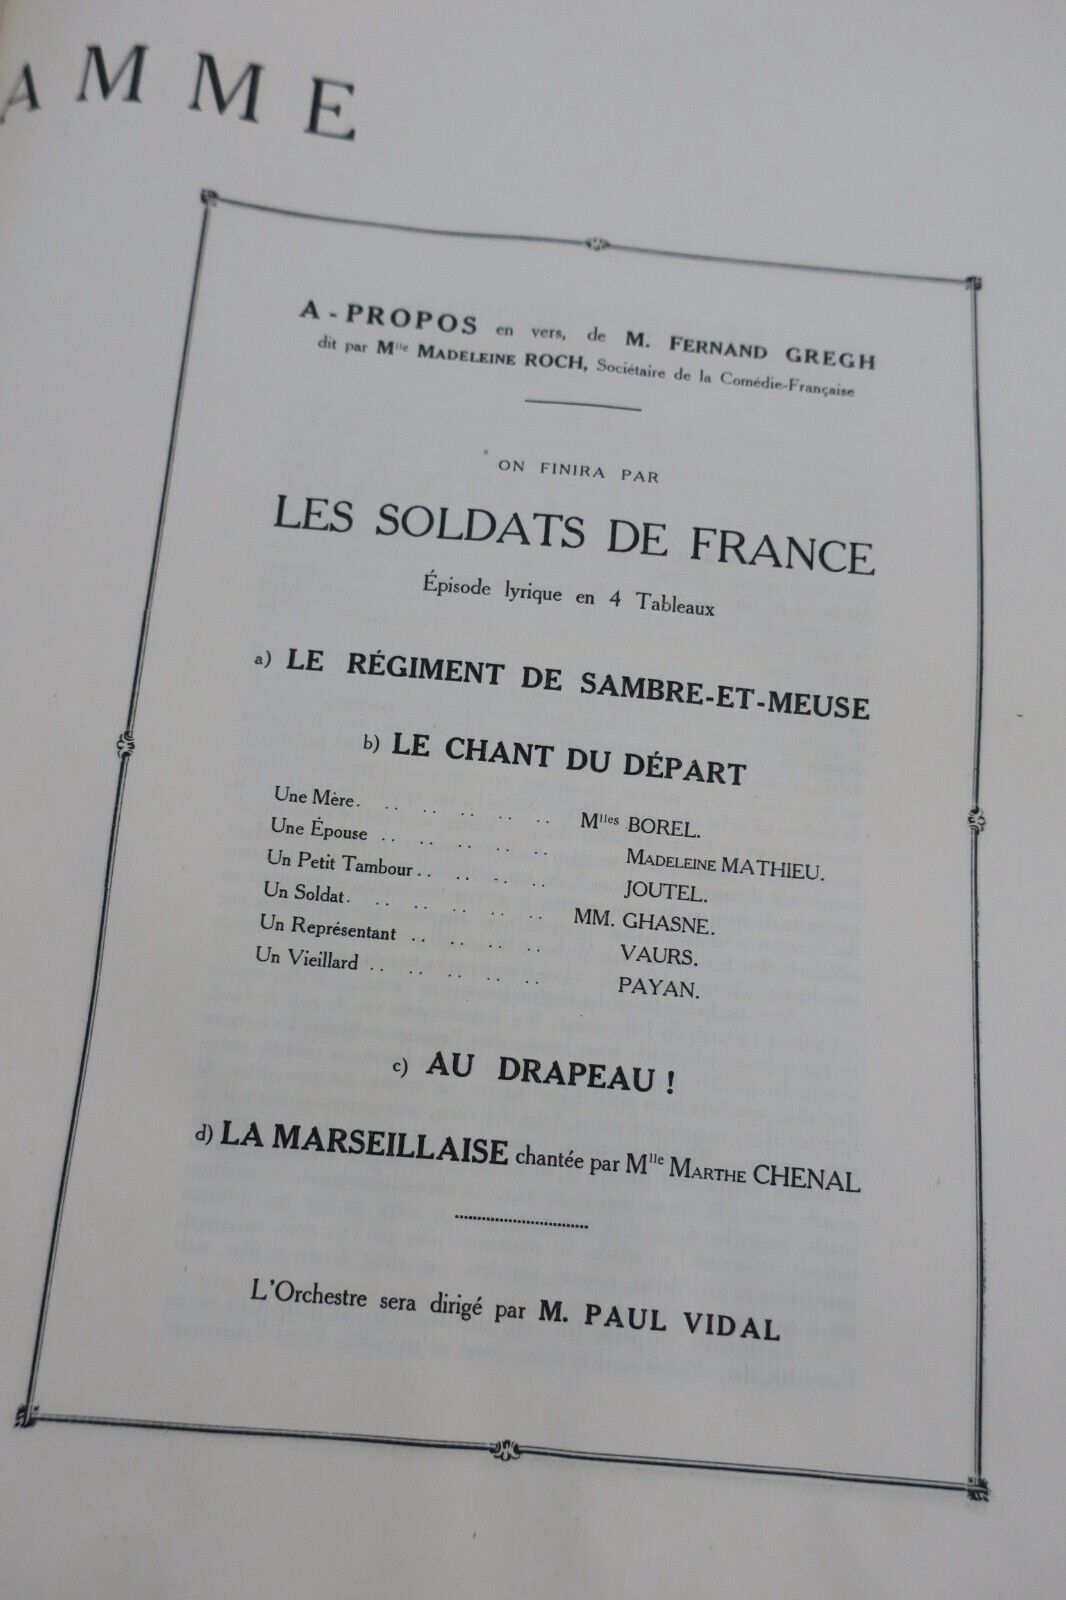 AMME
A - PROPOS en vers, de M. FERNAND GREGH
dit par Mlle MADELEINE ROCH, Sociétaire de la Comédie-Française
ON FINIRA PAR
LES SOLDATS DE FRANCE
Épisode lyrique en 4 Tableaux
a) LE RÉGIMENT DE SAMBRE-ET-MEUSE
b) LE CHANT DU DÉPART
Une Mère. .. .. .. .. .. .. Mlles BOREL.
Une Épouse .. .. .. .. .. MADELEINE MATHIEU.
Un Petit Tambour .. .. .. .. JOUTEL.
Un Soldat. .. .. .. .. .. .. MM. GHASNE.
Un Représentant .. .. .. .. VAURS.
Un Vieillard .. .. .. .. .. PAYAN.
c) AU DRAPEAU !
d) LA MARSEILLAISE chantée par Mlle MARTHE CHENAL
L'Orchestre sera dirigé par M. PAUL VIDAL